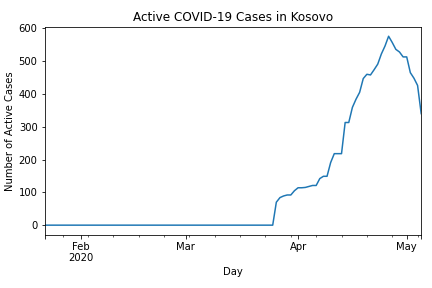 Active COVID-19 Cases in Kosovo
Number of Active Cases
600
500
400
300
200
100
0
Feb
2020
Mar
Apr
May
Day